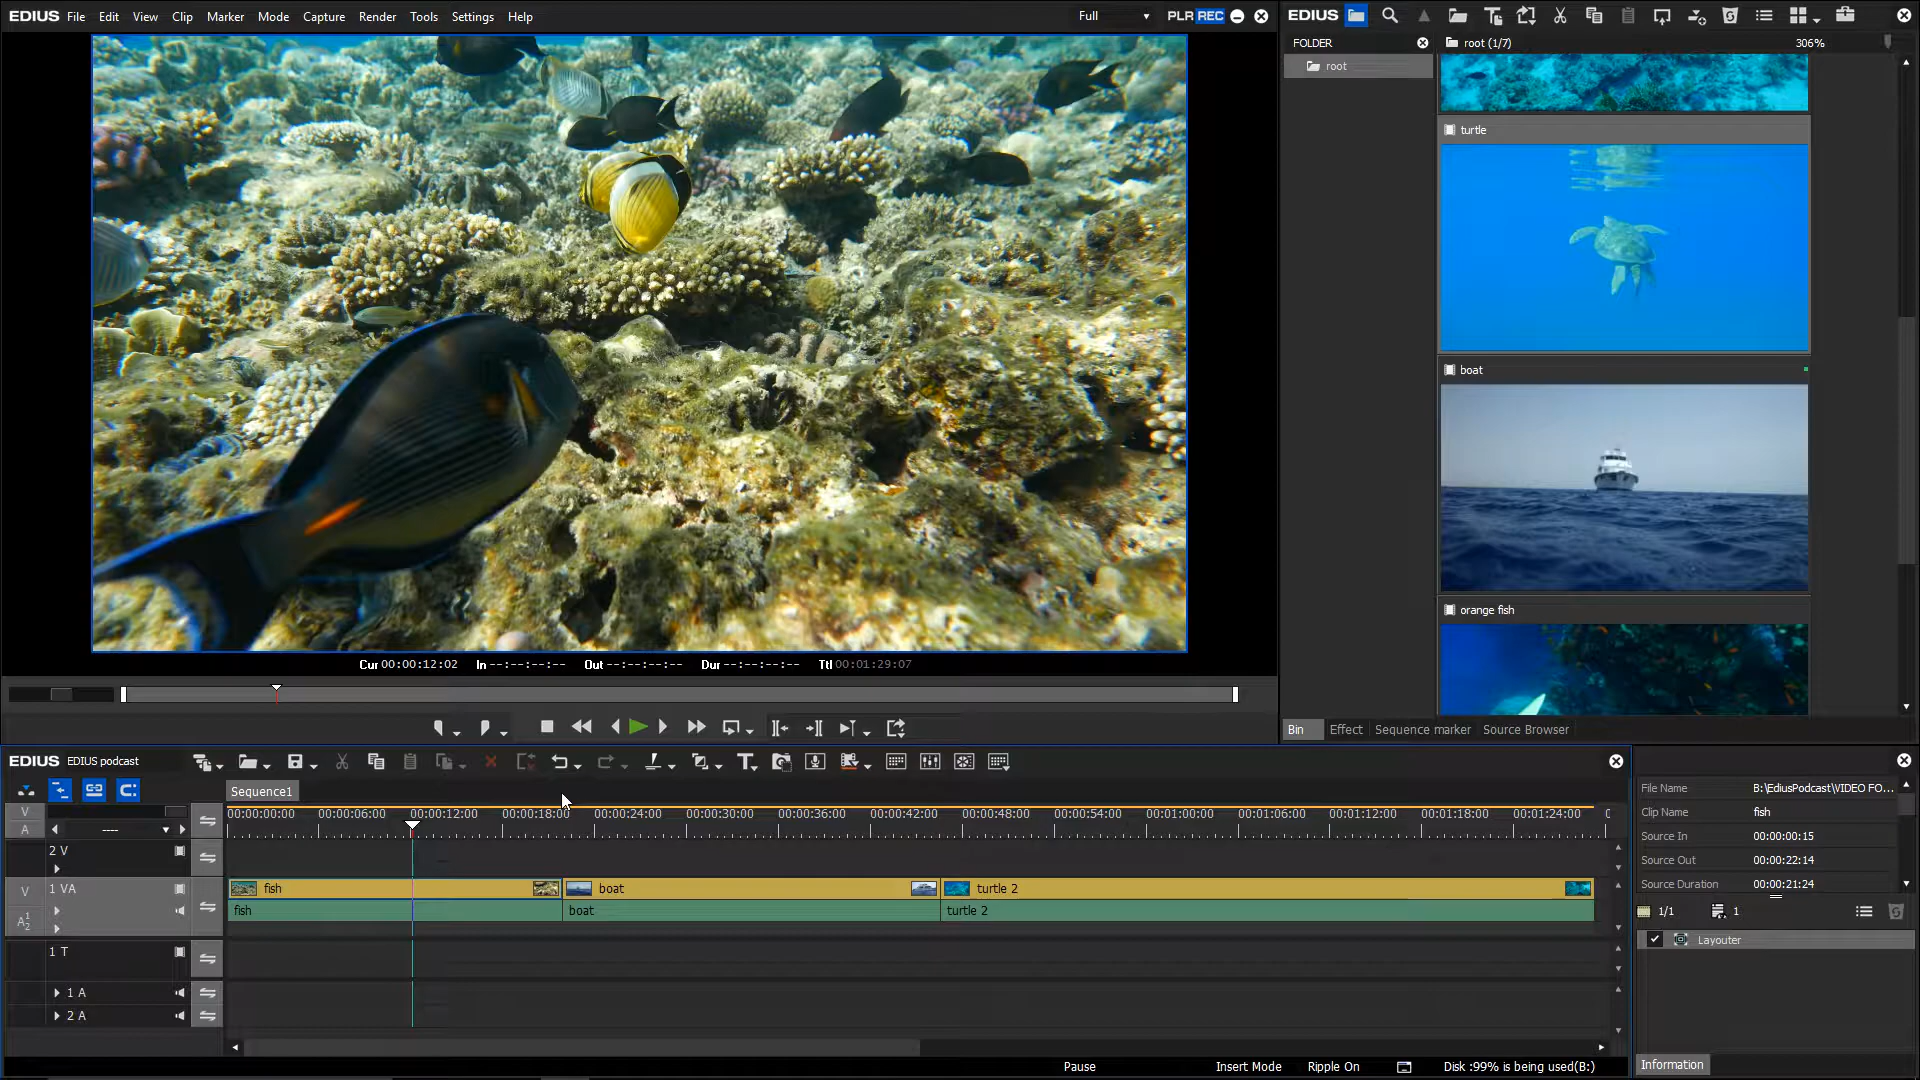 EDIUS File Edit View Clip Marker Mode Capture Render Tools Settings Help Full PLR REC
Cur 00:00:12:02 In --:--:--:-- Out --:--:--:-- Dur --:--:--:-- Ttl 00:01:29:07
EDIUS
FOLDER
root
root (1/7) 306%
turtle
boat
orange fish
Bin Effect Sequence marker Source Browser
EDIUS EDIUS podcast
Sequence1
00:00:00:00 00:00:06:00 00:00:12:00 00:00:18:00 00:00:24:00 00:00:30:00 00:00:36:00 00:00:42:00 00:00:48:00 00:00:54:00 00:01:00:00 00:01:06:00 00:01:12:00 00:01:18:00 00:01:24:00
V
A ----
2 V
V 1 VA
A 1 2
fish boat turtle 2
fish boat turtle 2
1 T
1 A
2 A
Pause Insert Mode Ripple On Disk :99% is being used(B:)
File Name B:\EdiusPodcast\VIDEO FO...
Clip Name fish
Source In 00:00:00:15
Source Out 00:00:22:14
Source Duration 00:00:21:24
1/1 1
Layouter
Information